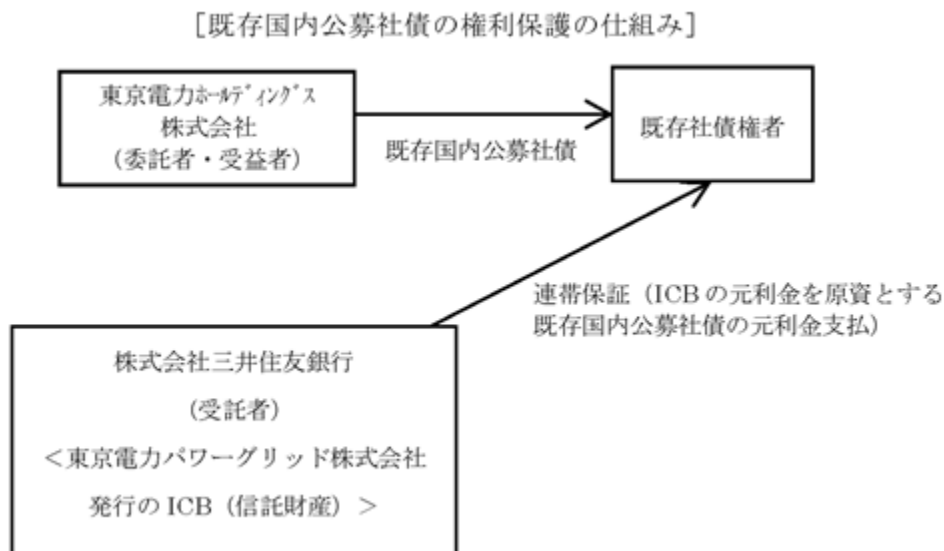 ［既存国内公募社債の権利保護の仕組み］
東京電力ﾎｰﾙﾃﾞｨﾝｸﾞｽ
株式会社
（委託者・受益者）
既存国内公募社債
既存社債権者
連帯保証（ICB の元利金を原資とする
既存国内公募社債の元利金支払）
株式会社三井住友銀行
（受託者）
＜東京電力パワーグリッド株式会社
発行の ICB（信託財産）＞